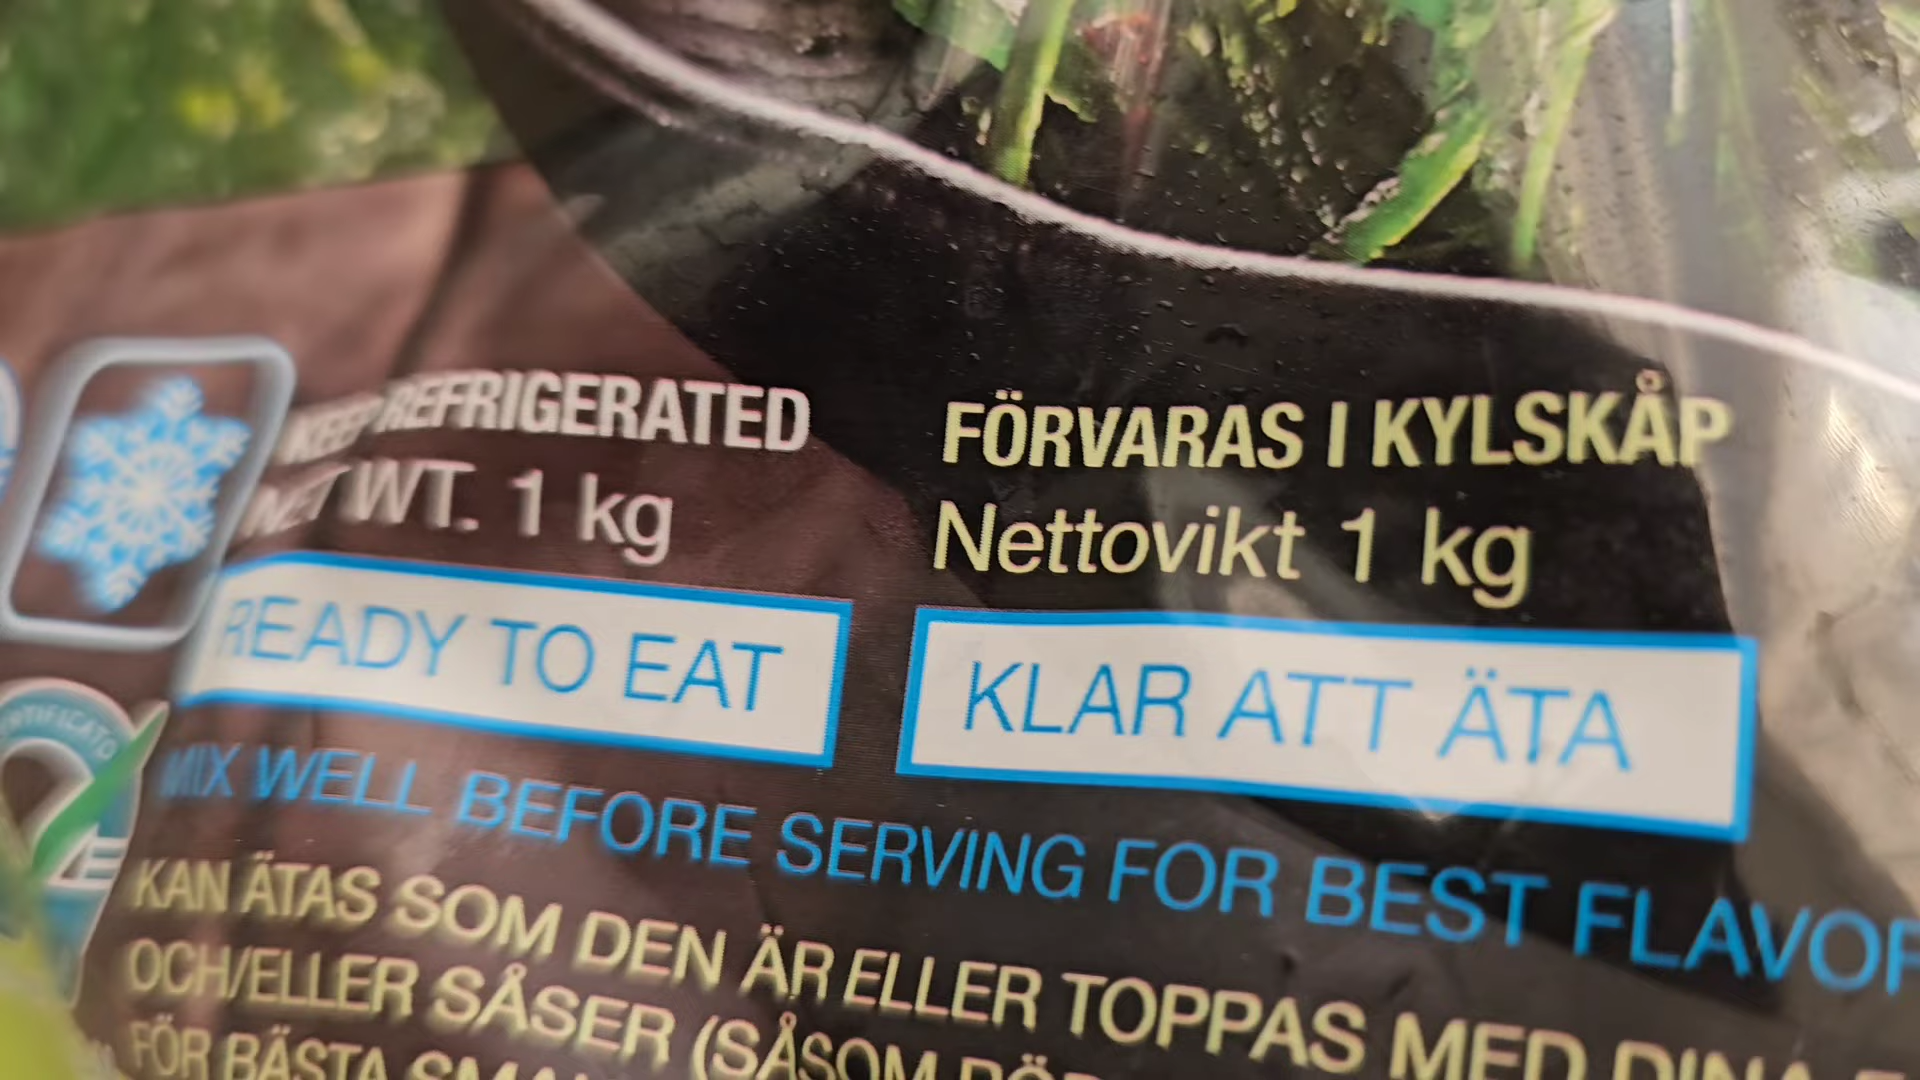 KEEP REFRIGERATED
NET WT. 1 kg
READY TO EAT
FÖRVARAS I KYLSKÅP
Nettovikt 1 kg
KLAR ATT ÄTA
MIX WELL BEFORE SERVING FOR BEST FLAVOR
KAN ÄTAS SOM DEN ÄR ELLER TOPPAS MED DINA
OCH/ELLER SÅSER (SÅSOM
FÖR BÄSTA